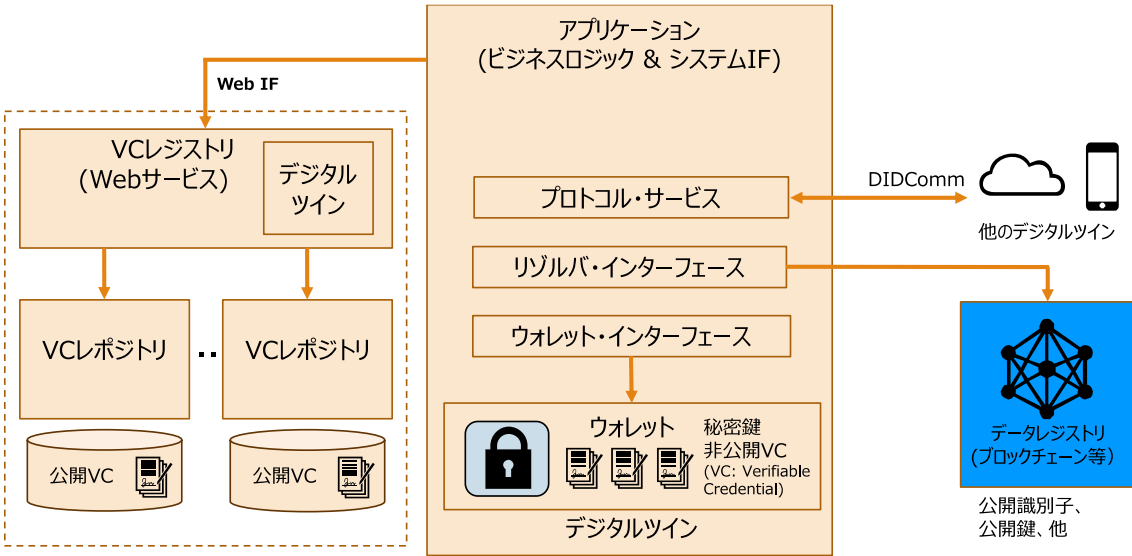 アプリケーション
(ビジネスロジック & システムIF)
Web IF
VCレジストリ
(Webサービス)
デジタル
ツイン
VCレポジトリ
‥
VCレポジトリ
公開VC
公開VC
プロトコル・サービス
リゾルバ・インターフェース
ウォレット・インターフェース
ウォレット
秘密鍵
非公開VC
(VC: Verifiable
Credential)
デジタルツイン
DIDComm
他のデジタルツイン
データレジストリ
(ブロックチェーン等)
公開識別子、
公開鍵、他